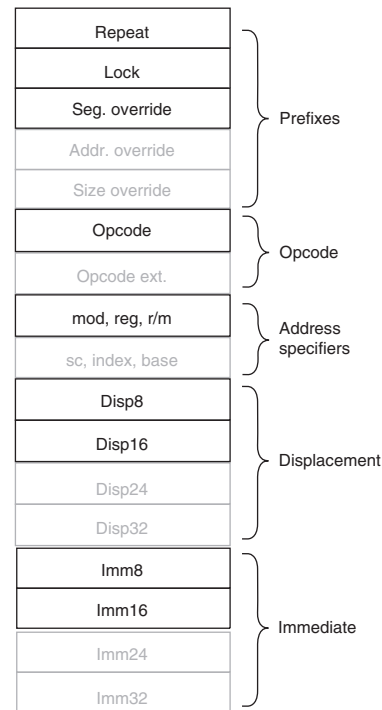 Repeat
Lock
Seg. override
Addr. override
Size override
Prefixes
Opcode
Opcode ext.
Opcode
mod, reg, r/m
sc, index, base
Address
specifiers
Disp8
Disp16
Disp24
Disp32
Displacement
Imm8
Imm16
Imm24
Imm32
Immediate